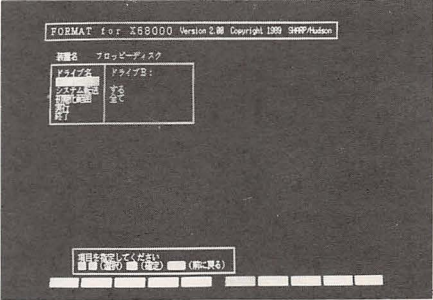 FORMAT for X68000 Version 2.00 Copyright 1989 SHARP/Hudson
装置名 フロッピーディスク
ドライブ名 ドライブB:
システム転送 する
初期化範囲 全て
実行
終了
項目を指定してください
(選択) (確定) (前に戻る)